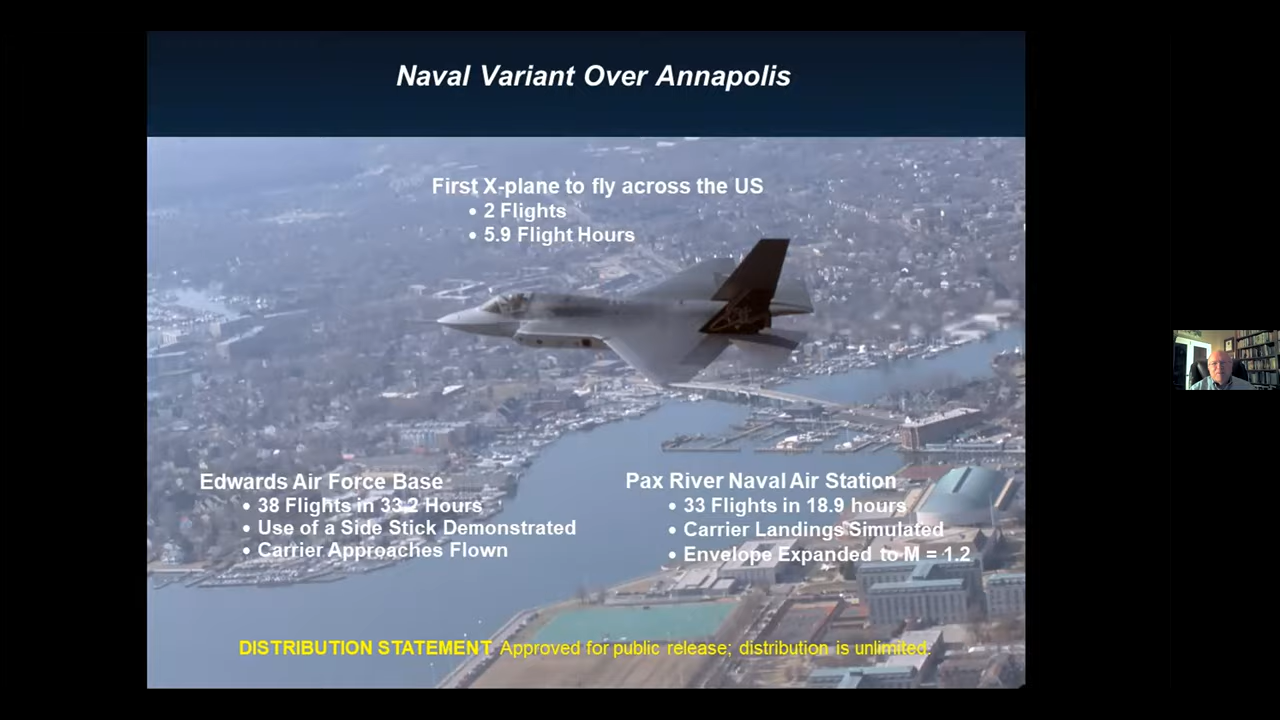 Naval Variant Over Annapolis
First X-plane to fly across the US
• 2 Flights
• 5.9 Flight Hours
Edwards Air Force Base
• 38 Flights in 33.2 Hours
• Use of a Side Stick Demonstrated
• Carrier Approaches Flown
Pax River Naval Air Station
• 33 Flights in 18.9 hours
• Carrier Landings Simulated
• Envelope Expanded to M = 1.2
DISTRIBUTION STATEMENT Approved for public release; distribution is unlimited.